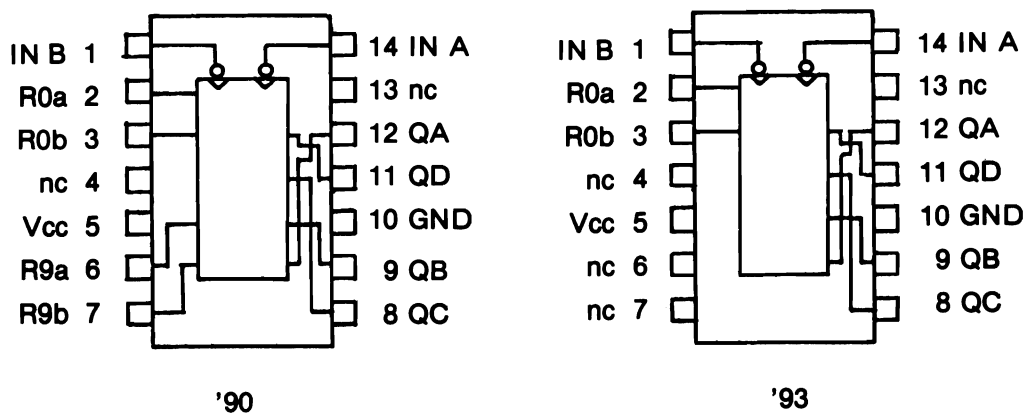 IN B 1
R0a 2
R0b 3
nc 4
Vcc 5
R9a 6
R9b 7
14 IN A
13 nc
12 QA
11 QD
10 GND
9 QB
8 QC
'90
IN B 1
R0a 2
R0b 3
nc 4
Vcc 5
nc 6
nc 7
14 IN A
13 nc
12 QA
11 QD
10 GND
9 QB
8 QC
'93